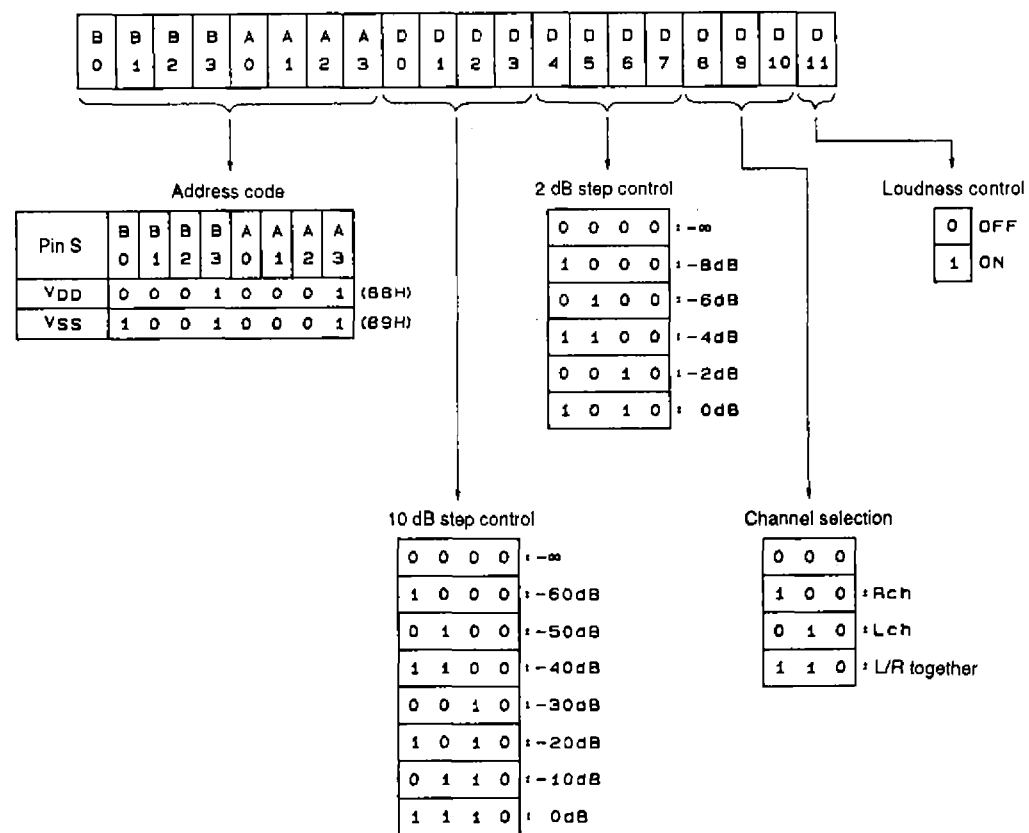 B B B B A A A A D D D D D D D D D D D D
0 1 2 3 0 1 2 3 0 1 2 3 4 5 6 7 8 9 10 11
Address code
Pin S B B B B A A A A
0 1 2 3 0 1 2 3
VDD 0 0 0 1 0 0 0 1 (88H)
VSS 1 0 0 1 0 0 0 1 (89H)
2 dB step control
0 0 0 0 : -∞
1 0 0 0 : -8dB
0 1 0 0 : -6dB
1 1 0 0 : -4dB
0 0 1 0 : -2dB
1 0 1 0 : 0dB
Loudness control
0 OFF
1 ON
10 dB step control
0 0 0 0 : -∞
1 0 0 0 : -60dB
0 1 0 0 : -50dB
1 1 0 0 : -40dB
0 0 1 0 : -30dB
1 0 1 0 : -20dB
0 1 1 0 : -10dB
1 1 1 0 : 0dB
Channel selection
0 0 0
1 0 0 : Rch
0 1 0 : Lch
1 1 0 : L/R together